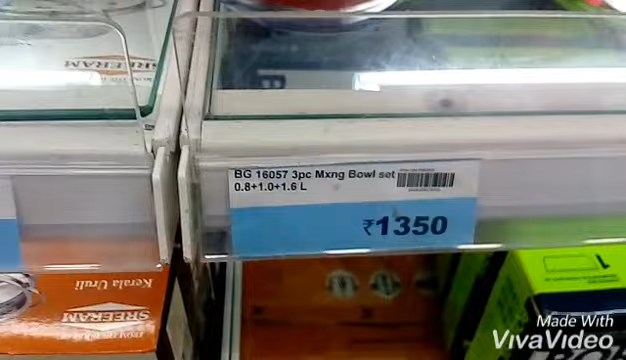 SREERAM
BG 16057 3pc Mxng Bowl set
0.8+1.0+1.6 L
₹1350
Kerala Uruli
SREERAM
1
Made With
VivaVideo